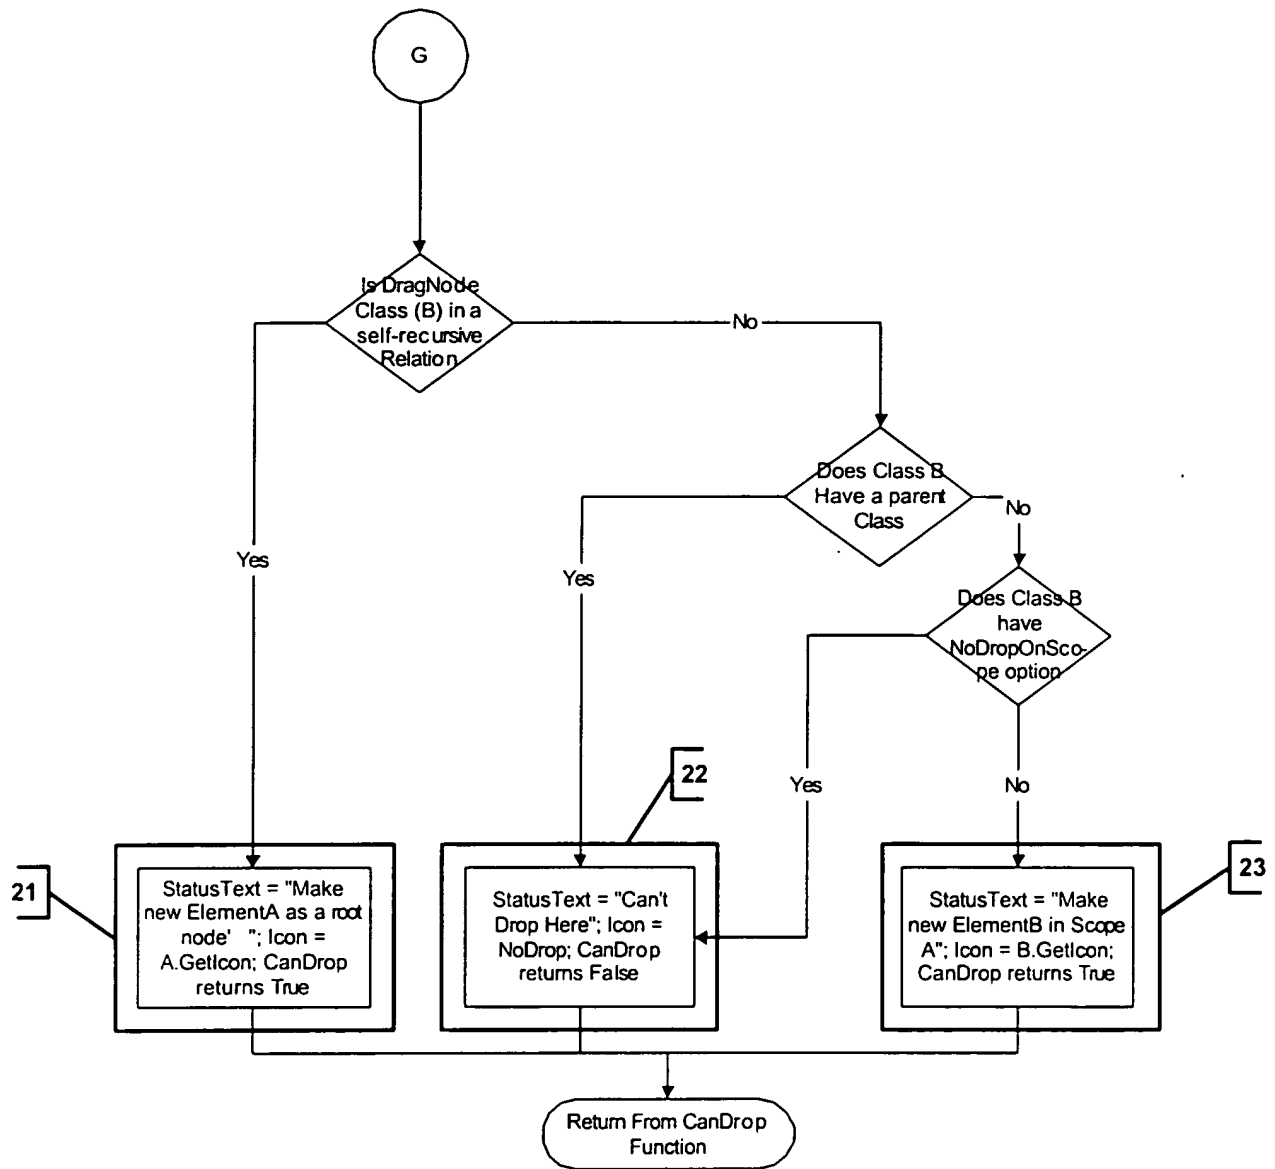 G
Is DragNode
Class (B) in a
self-recursive
Relation
No
Does Class B
Have a parent
Class
No
Yes
Yes
Does Class B
have
NoDropOnSco-
pe option
Yes
No
22
21
23
StatusText = "Make
new ElementA as a root
node' "; Icon =
A.GetIcon; CanDrop
returns True
StatusText = "Can't
Drop Here"; Icon =
NoDrop; CanDrop
returns False
StatusText = "Make
new ElementB in Scope
A"; Icon = B.GetIcon;
CanDrop returns True
Return From CanDrop
Function